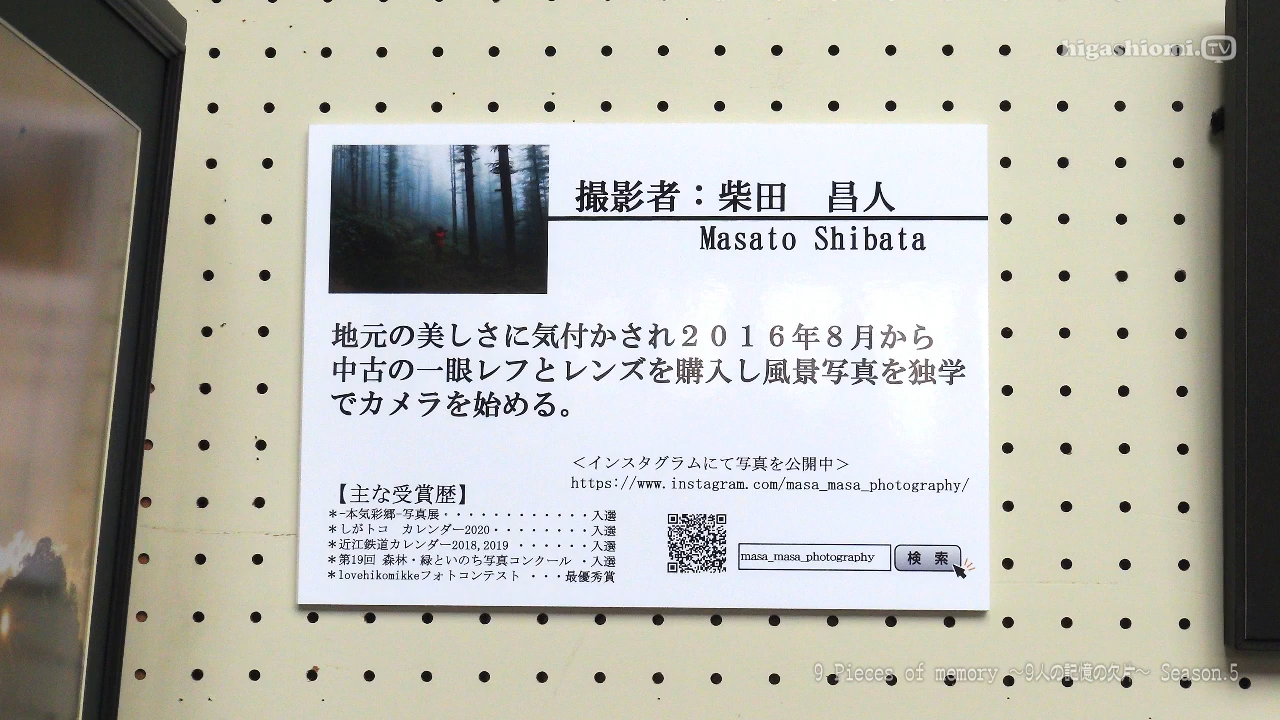 higashiomi.TV
撮影者：柴田　昌人
Masato Shibata
地元の美しさに気付かされ２０１６年８月から
中古の一眼レフとレンズを購入し風景写真を独学
でカメラを始める。
＜インスタグラムにて写真を公開中＞
https://www.instagram.com/masa_masa_photography/
【主な受賞歴】
＊-本気彩郷-写真展・・・・・・・・・・・・入選
＊しがトコ　カレンダー2020・・・・・・・・入選
＊近江鉄道カレンダー2018,2019 ・・・・・・入選
＊第19回 森林・緑といのち写真コンクール ・入選
＊lovehikomikkeフォトコンテスト ・・・最優秀賞
masa_masa_photography
検 索
9 Pieces of memory ～9人の記憶の欠片～ Season.5